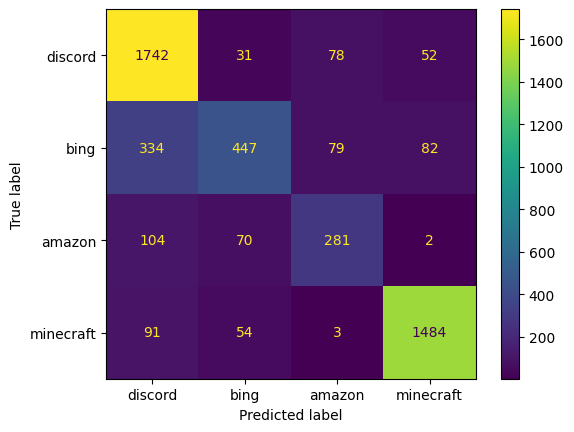 discord 1742 31 78 52
bing 334 447 79 82
amazon 104 70 281 2
minecraft 91 54 3 1484
discord bing amazon minecraft
Predicted label
True label
1600
1400
1200
1000
800
600
400
200